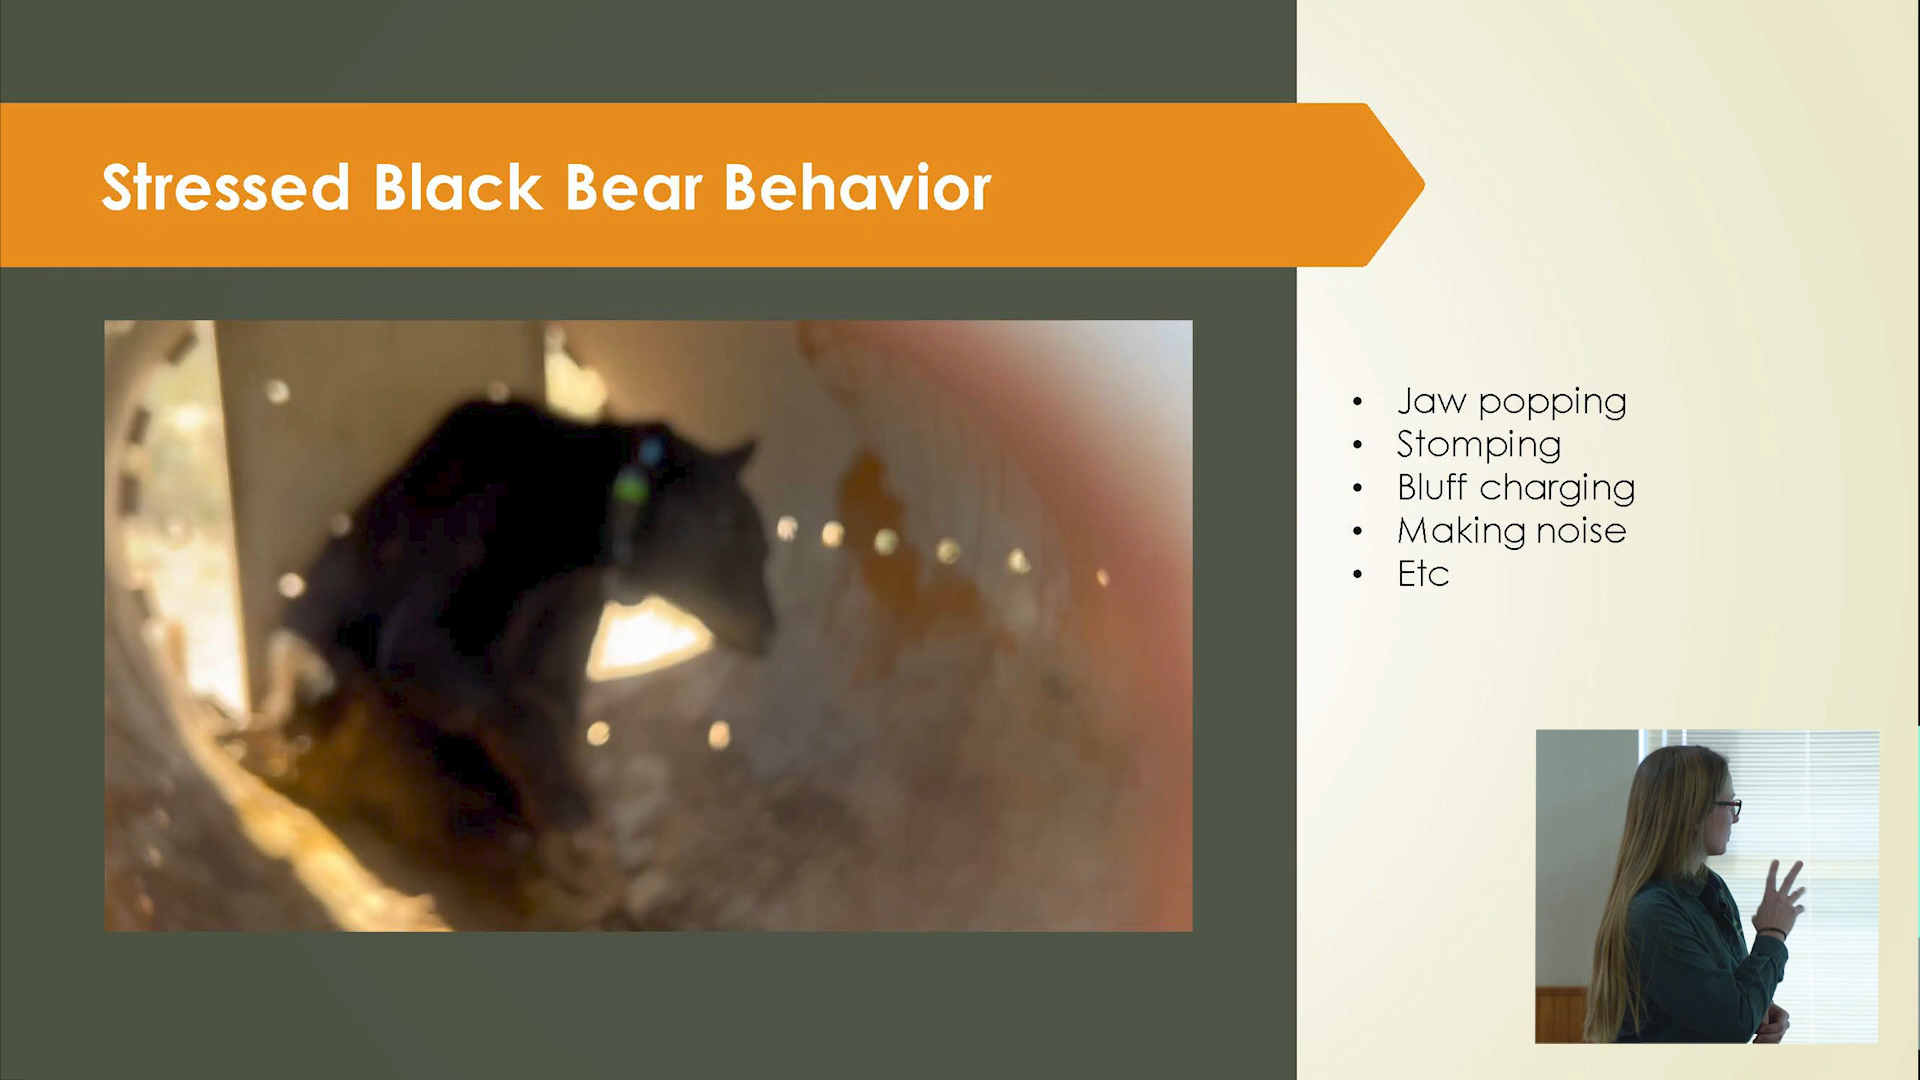 Stressed Black Bear Behavior
• Jaw popping
• Stomping
• Bluff charging
• Making noise
• Etc